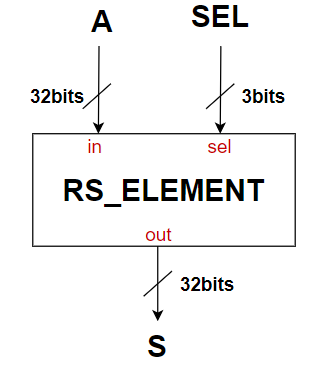 A SEL
32bits 3bits
in sel
RS_ELEMENT
out
32bits
S